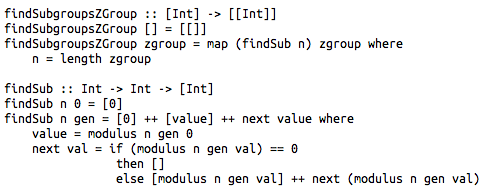 findSubgroupsZGroup :: [Int] -> [[Int]]
findSubgroupsZGroup [] = [[]]
findSubgroupsZGroup zgroup = map (findSub n) zgroup where
    n = length zgroup

findSub :: Int -> Int -> [Int]
findSub n 0 = [0]
findSub n gen = [0] ++ [value] ++ next value where
    value = modulus n gen 0
    next val = if (modulus n gen val) == 0
                then []
                else [modulus n gen val] ++ next (modulus n gen val)